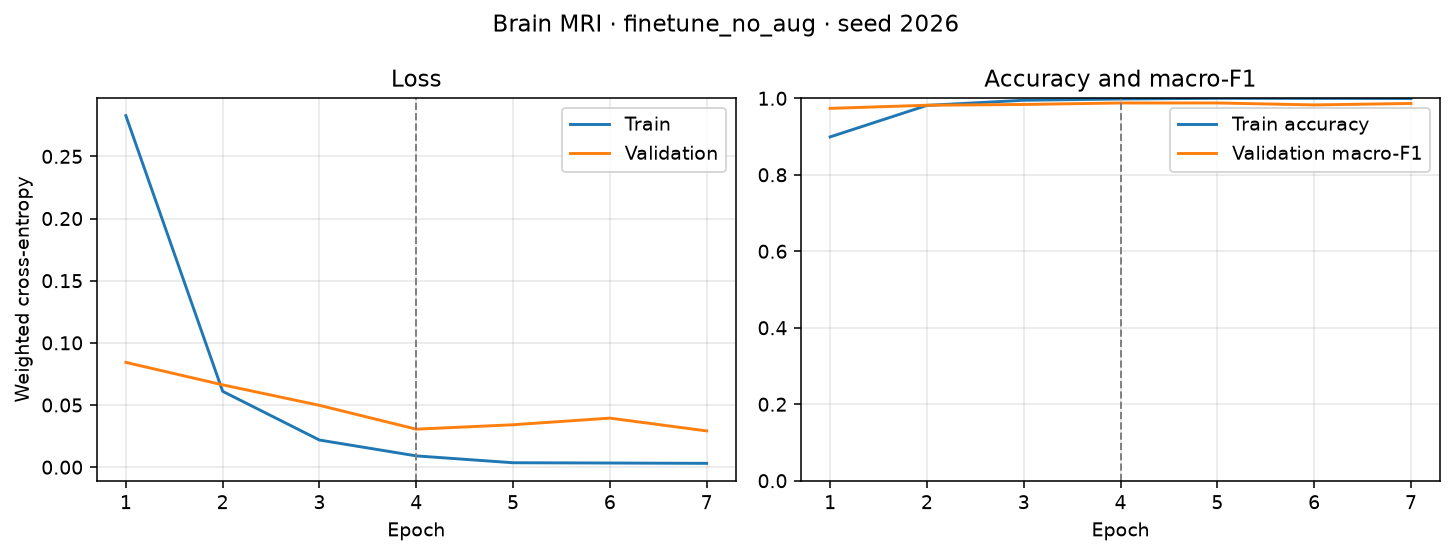 Brain MRI · finetune_no_aug · seed 2026
Loss
Weighted cross-entropy
0.25
0.20
0.15
0.10
0.05
0.00
Train
Validation
1 2 3 4 5 6 7
Epoch
Accuracy and macro-F1
1.0
0.8
0.6
0.4
0.2
0.0
Train accuracy
Validation macro-F1
1 2 3 4 5 6 7
Epoch